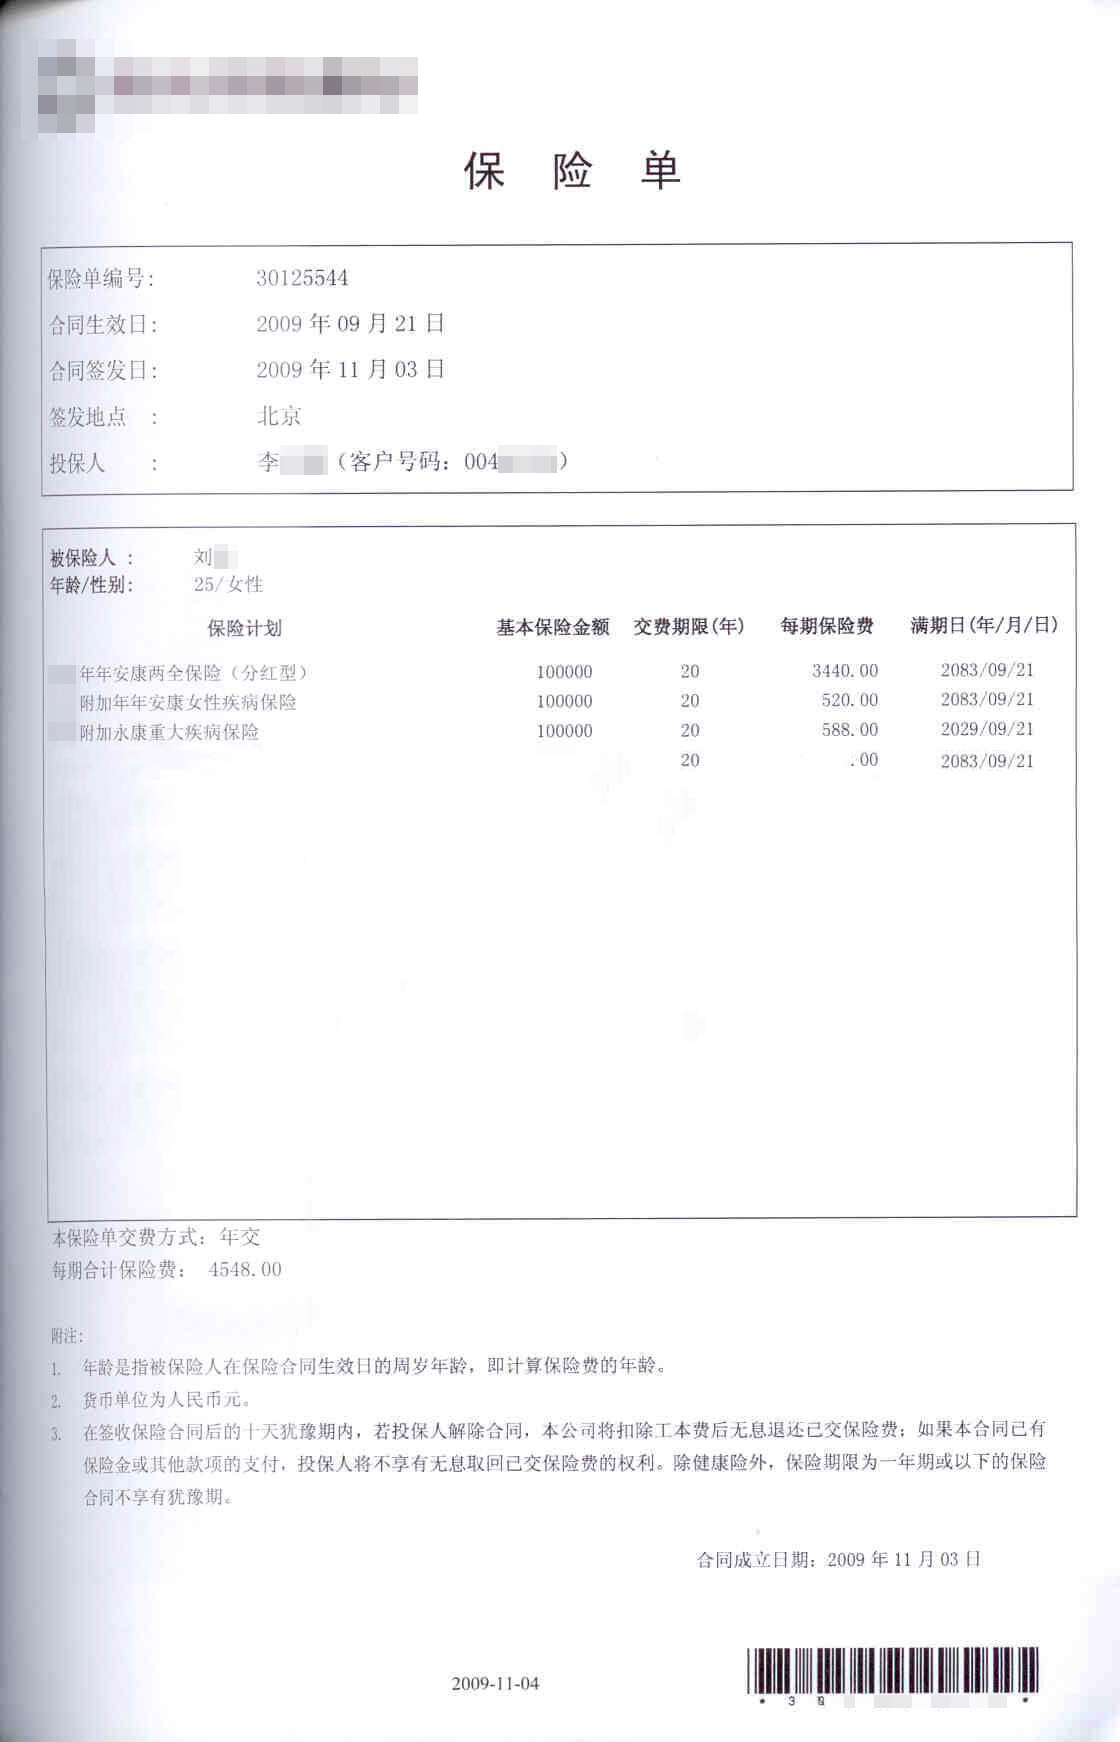 保 险 单
保险单编号: 30125544
合同生效日: 2009 年 09 月 21 日
合同签发日: 2009 年 11 月 03 日
签发地点 : 北京
投保人 : 李 （客户号码: 004 ）
被保险人 : 刘
年龄/性别: 25/女性
保险计划 基本保险金额 交费期限(年) 每期保险费 满期日(年/月/日)
年年安康两全保险（分红型） 100000 20 3440.00 2083/09/21
附加年年安康女性疾病保险 100000 20 520.00 2083/09/21
附加永康重大疾病保险 100000 20 588.00 2029/09/21
20 .00 2083/09/21
本保险单交费方式: 年交
每期合计保险费: 4548.00
附注:
1. 年龄是指被保险人在保险合同生效日的周岁年龄，即计算保险费的年龄。
2. 货币单位为人民币元。
3. 在签收保险合同后的十天犹豫期内，若投保人解除合同，本公司将扣除工本费后无息退还已交保险费；如果本合同已有
保险金或其他款项的支付，投保人将不享有无息取回已交保险费的权利。除健康险外，保险期限为一年期或以下的保险
合同不享有犹豫期。
合同成立日期: 2009 年 11 月 03 日
2009-11-04
* 3 0 *